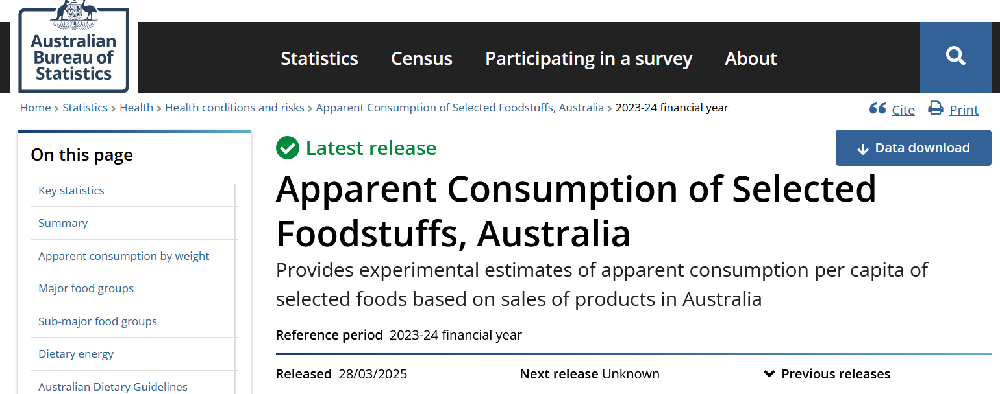 AUSTRALIA
Australian
Bureau of
Statistics
Statistics Census Participating in a survey About
Home > Statistics > Health > Health conditions and risks > Apparent Consumption of Selected Foodstuffs, Australia > 2023-24 financial year
Cite Print
On this page
Key statistics
Summary
Apparent consumption by weight
Major food groups
Sub-major food groups
Dietary energy
Australian Dietary Guidelines
Latest release
Data download
Apparent Consumption of Selected
Foodstuffs, Australia
Provides experimental estimates of apparent consumption per capita of
selected foods based on sales of products in Australia
Reference period 2023-24 financial year
Released 28/03/2025 Next release Unknown Previous releases